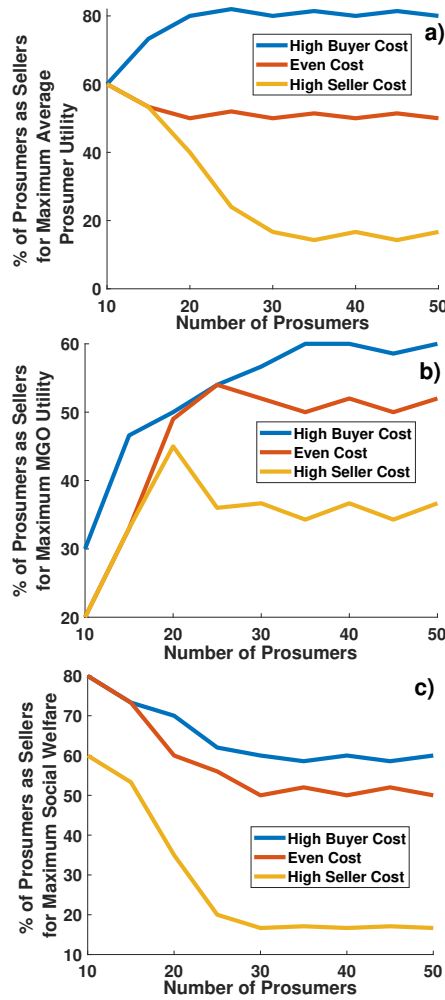 a)
% of Prosumers as Sellers
for Maximum Average
Prosumer Utility
80
60
40
20
0
High Buyer Cost
Even Cost
High Seller Cost
10 20 30 40 50
Number of Prosumers
b)
% of Prosumers as Sellers
for Maximum MGO Utility
60
50
40
30
20
High Buyer Cost
Even Cost
High Seller Cost
10 20 30 40 50
Number of Prosumers
c)
% of Prosumers as Sellers
for Maximum Social Welfare
80
70
60
50
40
30
20
10
High Buyer Cost
Even Cost
High Seller Cost
10 20 30 40 50
Number of Prosumers